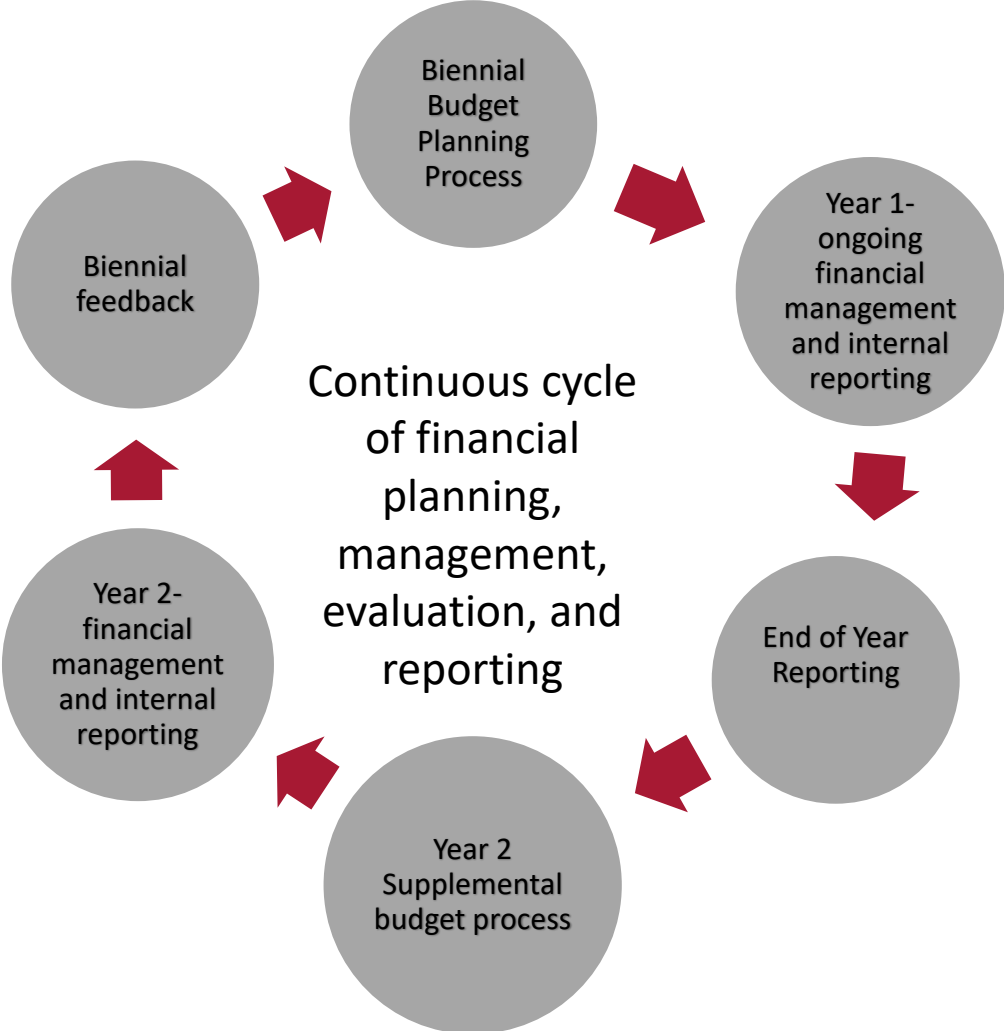 Biennial
Budget
Planning
Process
Year 1-
ongoing
financial
management
and internal
reporting
End of Year
Reporting
Year 2
Supplemental
budget process
Year 2-
financial
management
and internal
reporting
Biennial
feedback
Continuous cycle
of financial
planning,
management,
evaluation, and
reporting